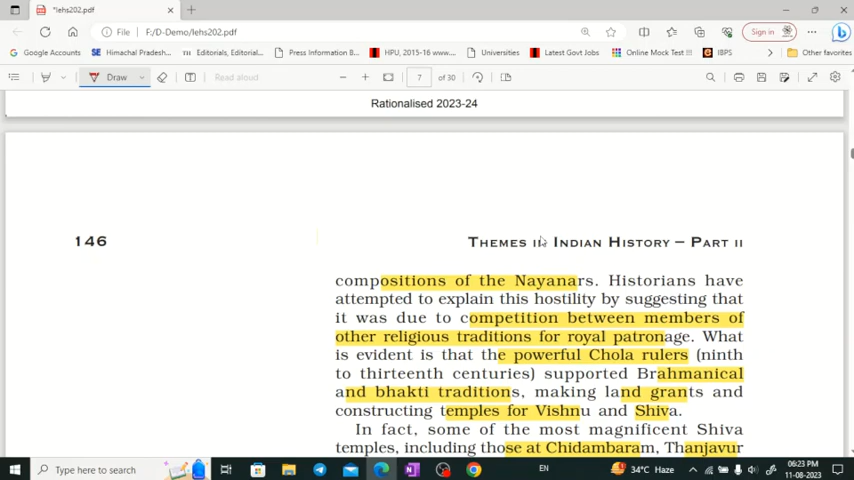 *lehs202.pdf
File F:/D-Demo/lehs202.pdf
Sign in
Google Accounts SE Himachal Pradesh... TH Editorials, Editorial... Press Information B... HPU, 2015-16 www.... Universities Latest Govt Jobs Online Mock Test !!! IBPS Other favorites
Draw Read aloud 7 of 30
Rationalised 2023-24
146 THEMES IN INDIAN HISTORY – PART II
compositions of the Nayanars. Historians have
attempted to explain this hostility by suggesting that
it was due to competition between members of
other religious traditions for royal patronage. What
is evident is that the powerful Chola rulers (ninth
to thirteenth centuries) supported Brahmanical
and bhakti traditions, making land grants and
constructing temples for Vishnu and Shiva.
In fact, some of the most magnificent Shiva
temples, including those at Chidambaram, Thanjavur
Type here to search EN 34°C Haze 06:23 PM
11-08-2023